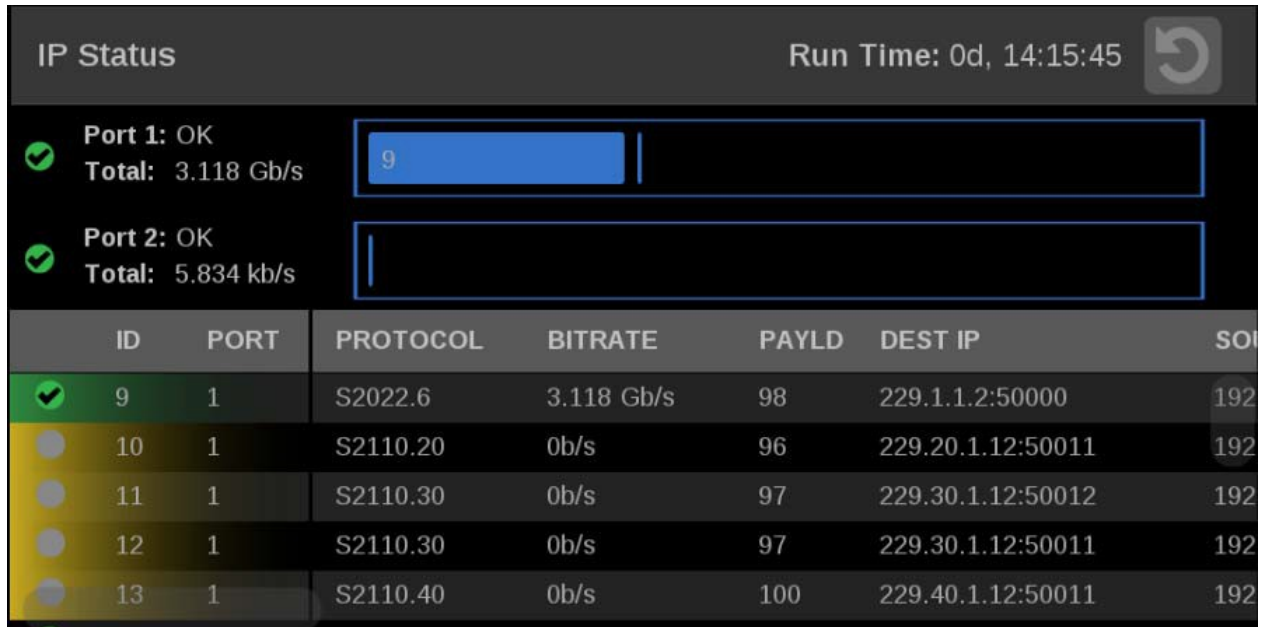 IP Status Run Time: 0d, 14:15:45
Port 1: OK
Total: 3.118 Gb/s
9
Port 2: OK
Total: 5.834 kb/s
ID PORT PROTOCOL BITRATE PAYLD DEST IP SOU
9 1 S2022.6 3.118 Gb/s 98 229.1.1.2:50000 192
10 1 S2110.20 0b/s 96 229.20.1.12:50011 192
11 1 S2110.30 0b/s 97 229.30.1.12:50012 192
12 1 S2110.30 0b/s 97 229.30.1.12:50011 192
13 1 S2110.40 0b/s 100 229.40.1.12:50011 192